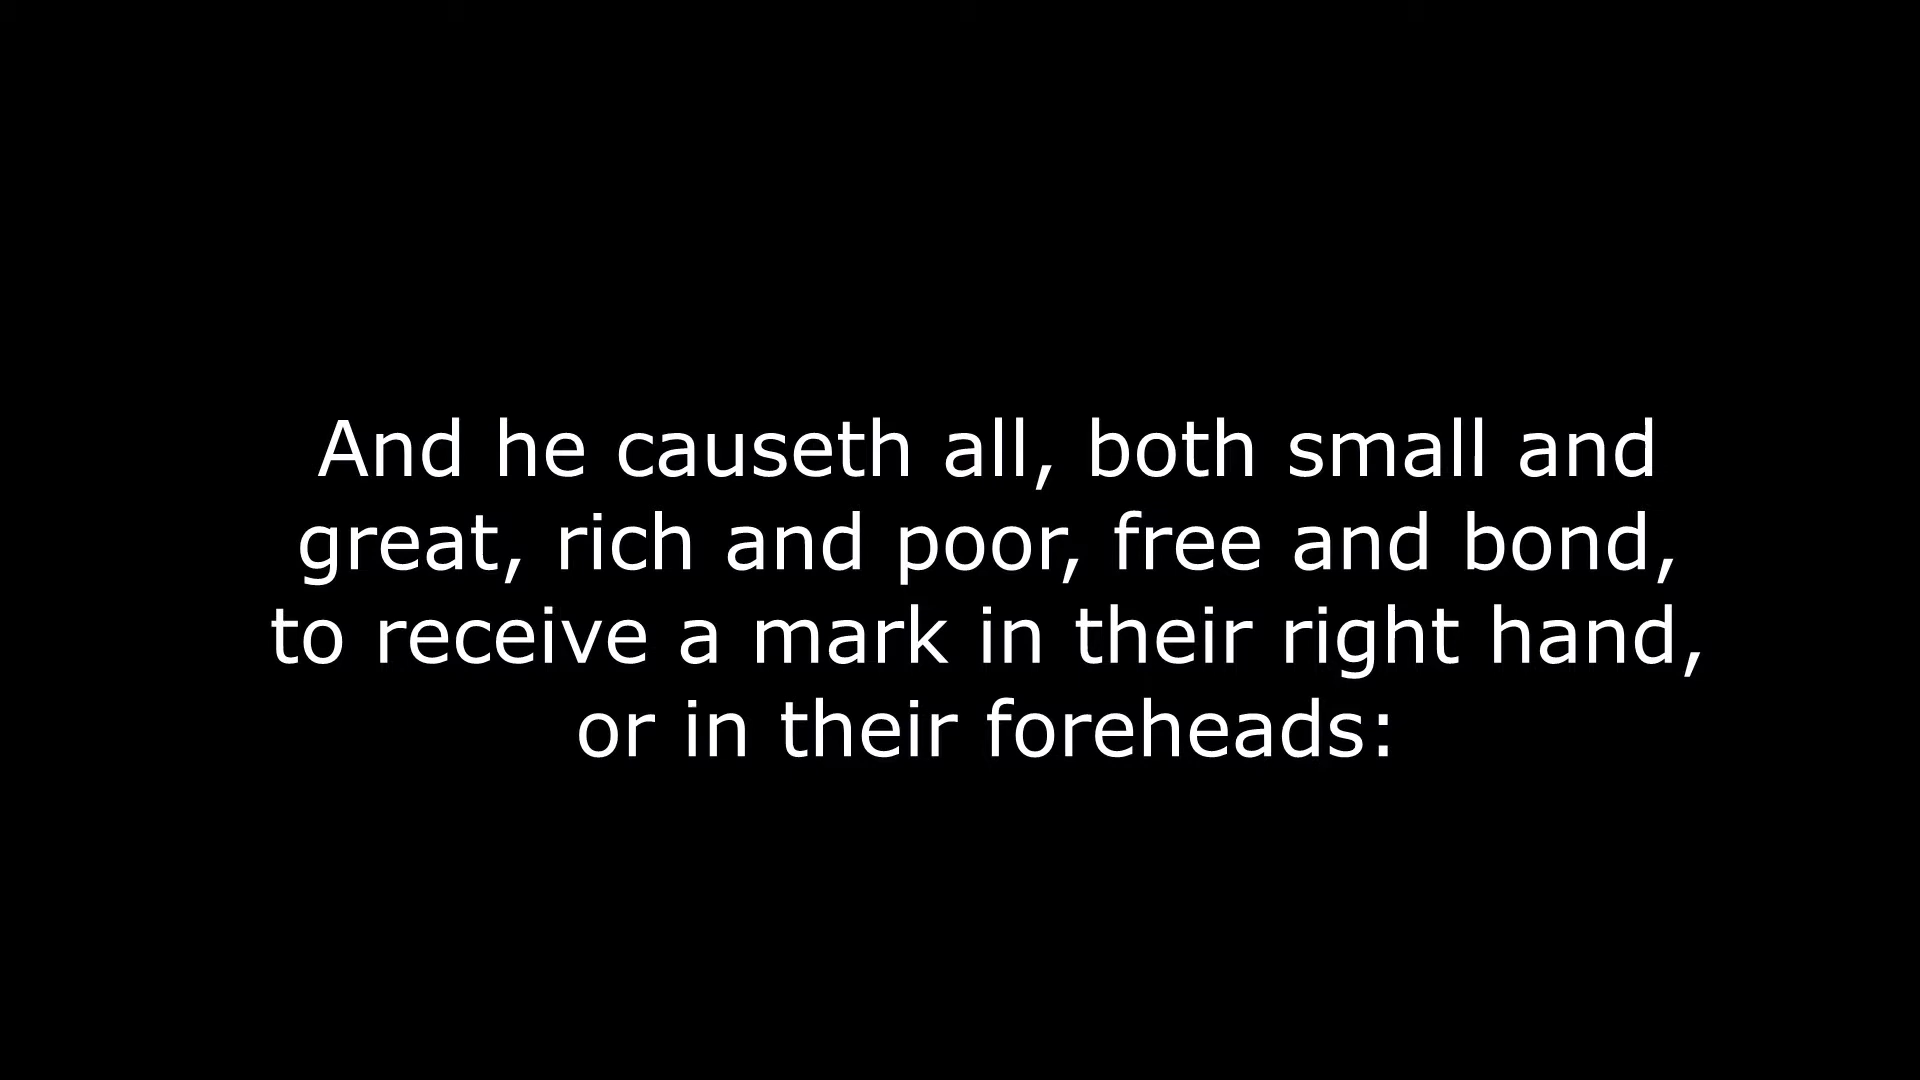 And he causeth all, both small and
great, rich and poor, free and bond,
to receive a mark in their right hand,
or in their foreheads: